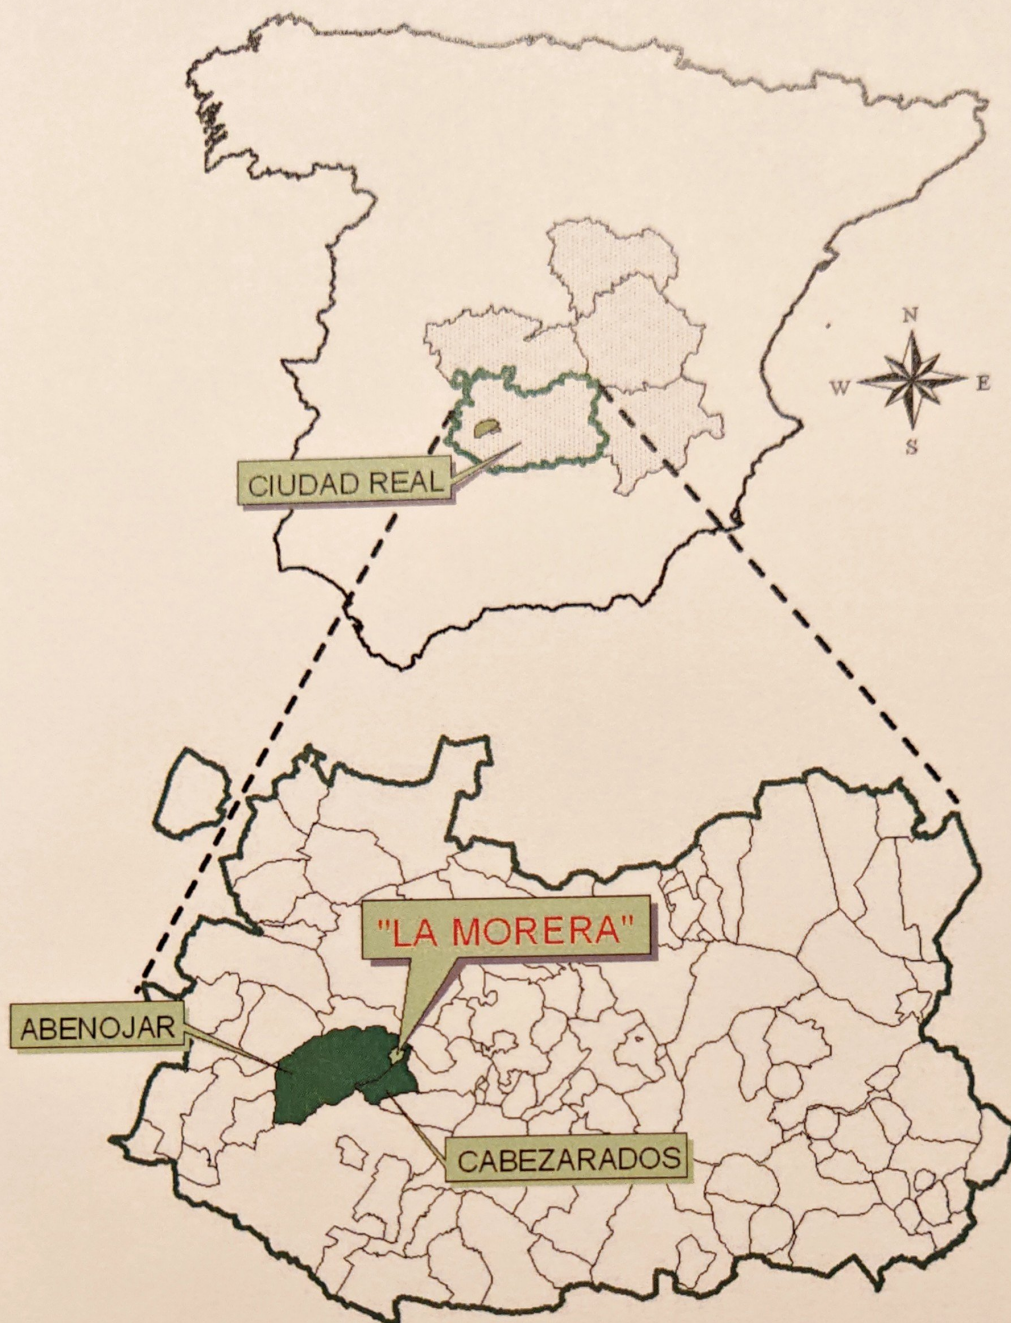 N
W E
S
CIUDAD REAL
"LA MORERA"
ABENOJAR
CABEZARADOS